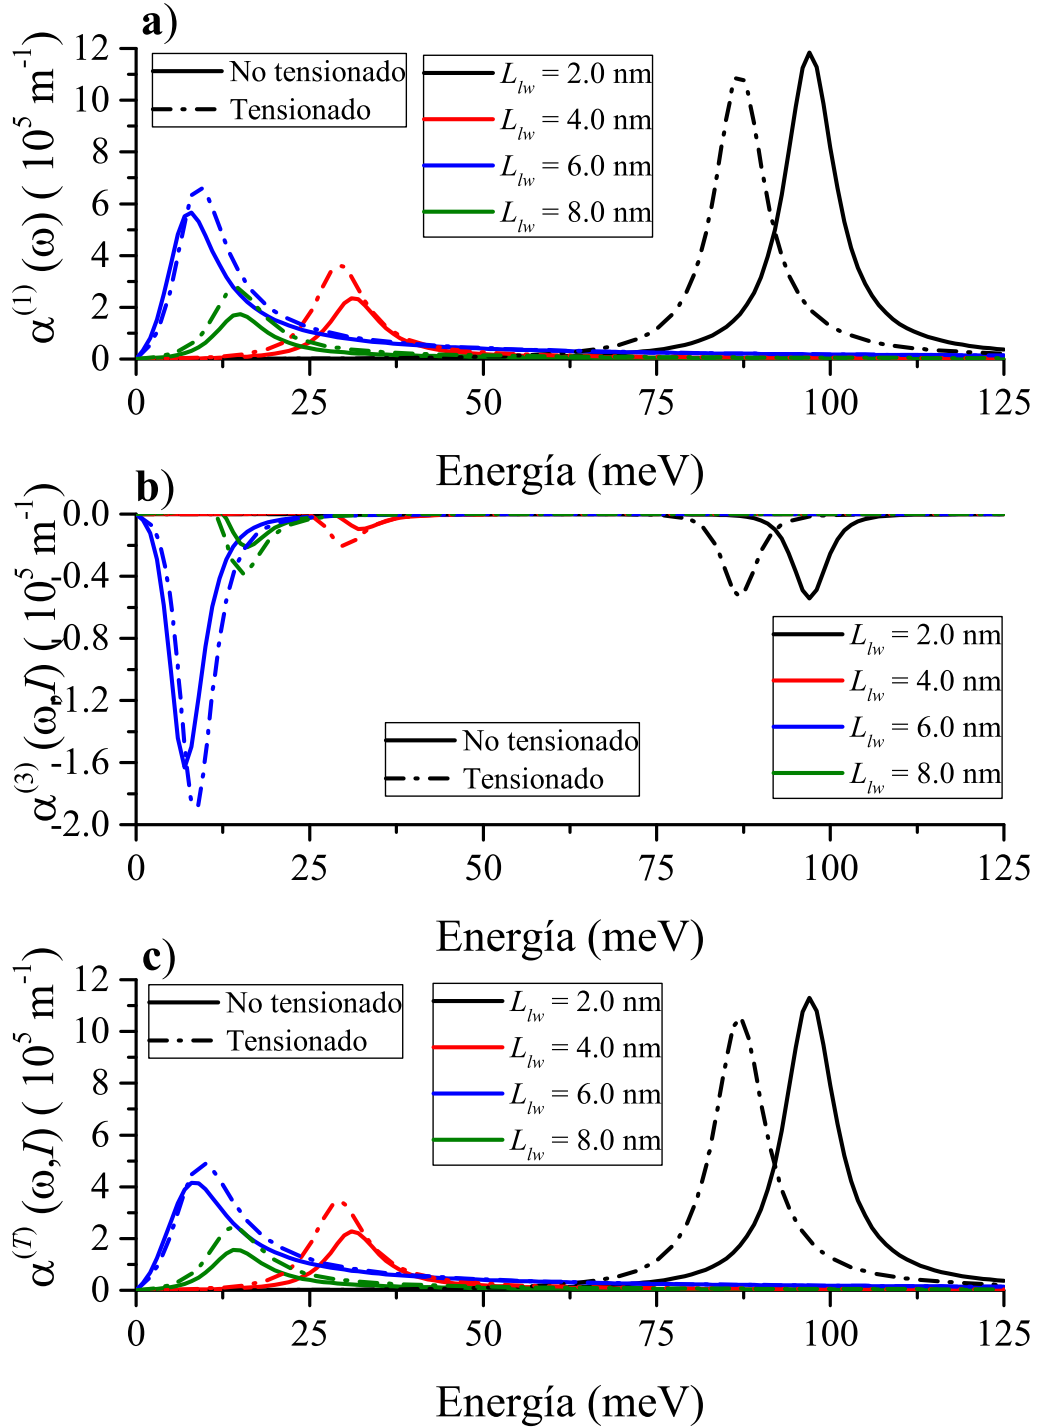 a)
α(1) (ω) ( 10^5 m^-1)
12
10
8
6
4
2
0
No tensionado
Tensionado
L_lw = 2.0 nm
L_lw = 4.0 nm
L_lw = 6.0 nm
L_lw = 8.0 nm
0 25 50 75 100 125
Energía (meV)
b)
α(3) (ω,I) ( 10^5 m^-1)
0.0
-0.4
-0.8
-1.2
-1.6
-2.0
L_lw = 2.0 nm
L_lw = 4.0 nm
L_lw = 6.0 nm
L_lw = 8.0 nm
No tensionado
Tensionado
0 25 50 75 100 125
Energía (meV)
c)
α(T) (ω,I) ( 10^5 m^-1)
12
10
8
6
4
2
0
No tensionado
Tensionado
L_lw = 2.0 nm
L_lw = 4.0 nm
L_lw = 6.0 nm
L_lw = 8.0 nm
0 25 50 75 100 125
Energía (meV)